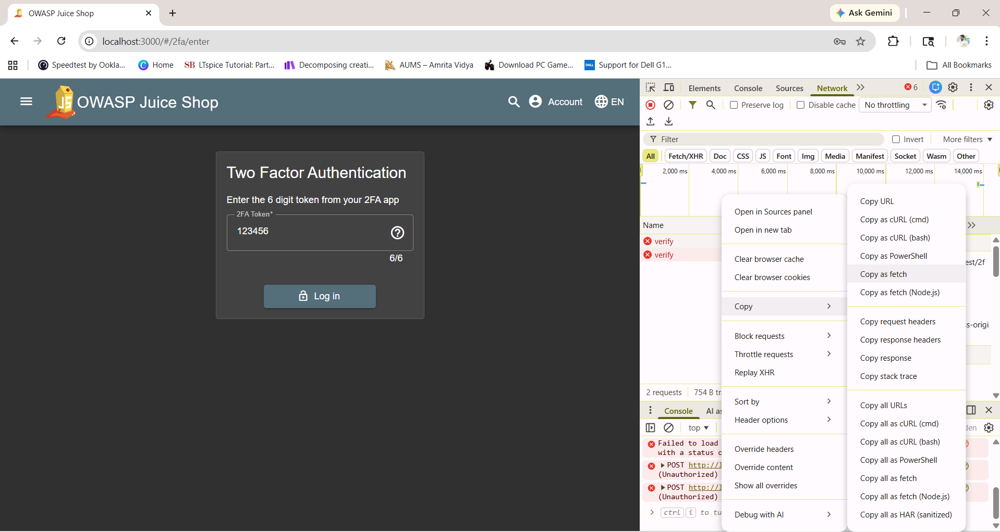 OWASP Juice Shop
Ask Gemini
localhost:3000/#/2fa/enter
Speedtest by Ookla...
Home
SB LTspice Tutorial: Part...
Decomposing creati...
AUMS – Amrita Vidya
Download PC Game...
DELL Support for Dell G1...
All Bookmarks
JS OWASP Juice Shop
Account
EN
Two Factor Authentication
Enter the 6 digit token from your 2FA app
2FA Token*
123456
6/6
Log in
Elements Console Sources Network 6
Preserve log Disable cache No throttling
Filter Invert More filters
All Fetch/XHR Doc CSS JS Font Img Media Manifest Socket Wasm Other
2,000 ms 4,000 ms 6,000 ms 8,000 ms 10,000 ms 12,000 ms 14,000 ms
Name
verify
verify
est/2f
s-origi
2 requests 754 B tr
Console AI as
top
den
Failed to load
with a status o
POST http://l
(Unauthorized)
POST http://l
(Unauthorized)
ctrl i to tu
Open in Sources panel
Open in new tab
Clear browser cache
Clear browser cookies
Copy
Block requests
Throttle requests
Replay XHR
Sort by
Header options
Override headers
Override content
Show all overrides
Debug with AI
Copy URL
Copy as cURL (cmd)
Copy as cURL (bash)
Copy as PowerShell
Copy as fetch
Copy as fetch (Node.js)
Copy request headers
Copy response headers
Copy response
Copy stack trace
Copy all URLs
Copy all as cURL (cmd)
Copy all as cURL (bash)
Copy all as PowerShell
Copy all as fetch
Copy all as fetch (Node.js)
Copy all as HAR (sanitized)